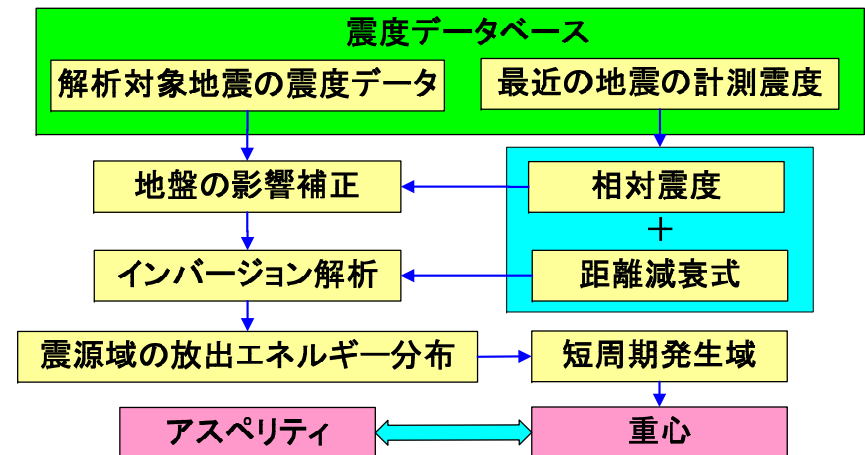 震度データベース
解析対象地震の震度データ
最近の地震の計測震度
地盤の影響補正
相対震度
+
インバージョン解析
距離減衰式
震源域の放出エネルギー分布
短周期発生域
アスペリティ
重心